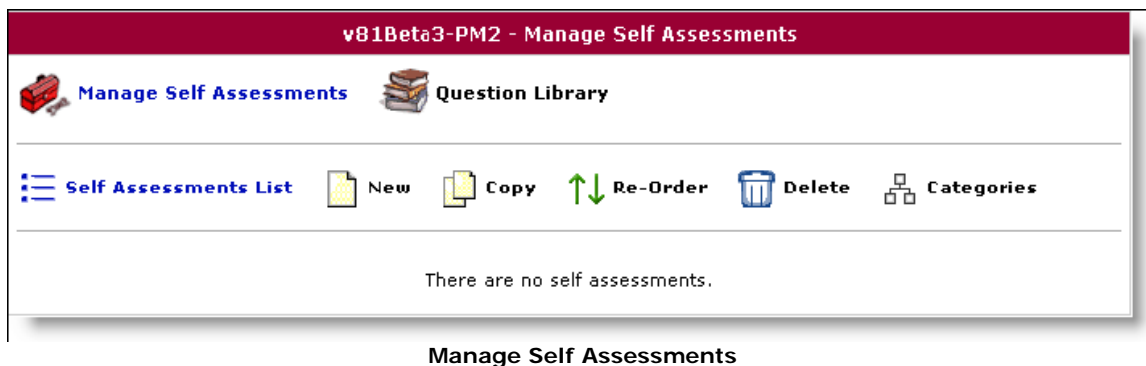 v81Beta3-PM2 - Manage Self Assessments
Manage Self Assessments Question Library
Self Assessments List New Copy Re-Order Delete Categories
There are no self assessments.
Manage Self Assessments